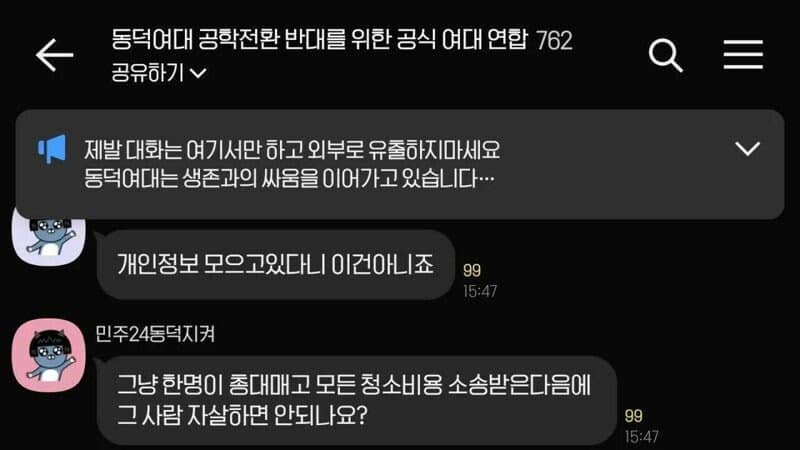 동덕여대 공학전환 반대를 위한 공식 여대 연합 762
공유하기
제발 대화는 여기서만 하고 외부로 유출하지마세요
동덕여대는 생존과의 싸움을 이어가고 있습니다…
개인정보 모으고있다니 이건아니죠
99
15:47
민주24동덕지켜
그냥 한명이 총대매고 모든 청소비용 소송받은다음에
그 사람 자살하면 안되나요?
99
15:47